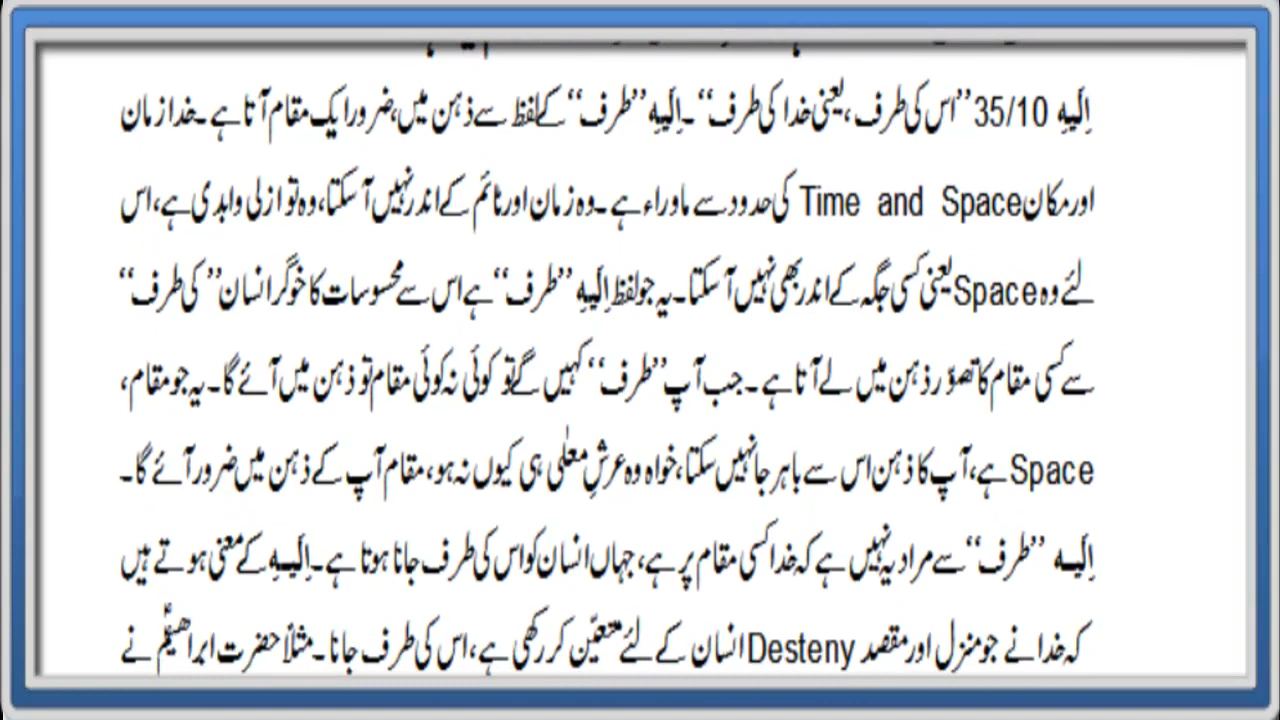 اِلَیهِ 35/10 ”اس کی طرف، یعنی خدا کی طرف“۔ اِلَیهِ ”طرف“ کے لفظ سے ذہن میں، ضرور ایک مقام آتا ہے۔ خدا زمان
اور مکان Time and Space کی حدود سے ماوراء ہے۔ وہ زمان اور ٹائم کے اندر نہیں آ سکتا، وہ تو ازلی و ابدی ہے، اس
لئے وہ Space یعنی کسی جگہ کے اندر بھی نہیں آ سکتا۔ یہ جو لفظ اِلَیهِ ”طرف“ ہے اس سے محسوسات کا خوگر انسان ”کی طرف“
سے کسی مقام کا تصوّر ذہن میں لے آتا ہے۔ جب آپ ”طرف“ کہیں گے تو کوئی نہ کوئی مقام تو ذہن میں آئے گا۔ یہ جو مقام،
Space ہے، آپ کا ذہن اس سے باہر جا نہیں سکتا، خواہ وہ عرشِ معلٰی ہی کیوں نہ ہو، مقام آپ کے ذہن میں ضرور آئے گا۔
اِلَیه ”طرف“ سے مراد یہ نہیں ہے کہ خدا کسی مقام پر ہے، جہاں انسان کو اس کی طرف جانا ہوتا ہے۔ اِلَیهِ کے معنی ہوتے ہیں
کہ خدا نے جو منزل اور مقصد Desteny انسان کے لئے متعیّن کر رکھی ہے، اس کی طرف جانا۔ مثلاً حضرت ابراھیمؑ نے